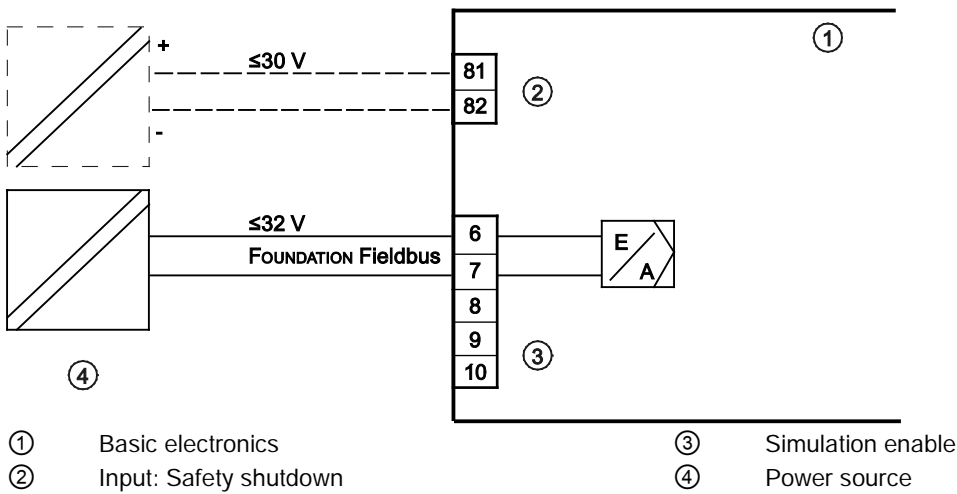 ①
+
≤30 V
81
②
82
-
≤32 V
6
E
FOUNDATION Fieldbus
7
A
8
9
③
10
④
① Basic electronics ③ Simulation enable
② Input: Safety shutdown ④ Power source